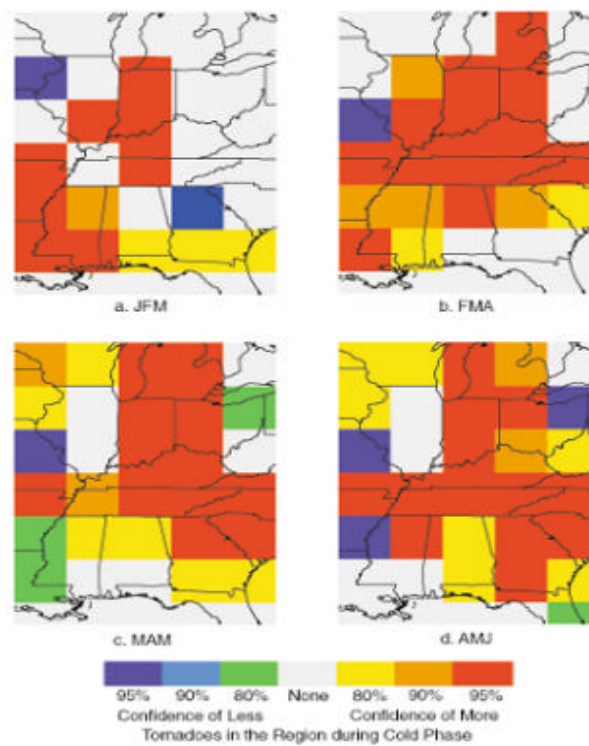 a. JFM
b. FMA
c. MAM
d. AMJ
95% 90% 80% None 80% 90% 95%
Confidence of Less Confidence of More
Tornadoes in the Region during Cold Phase